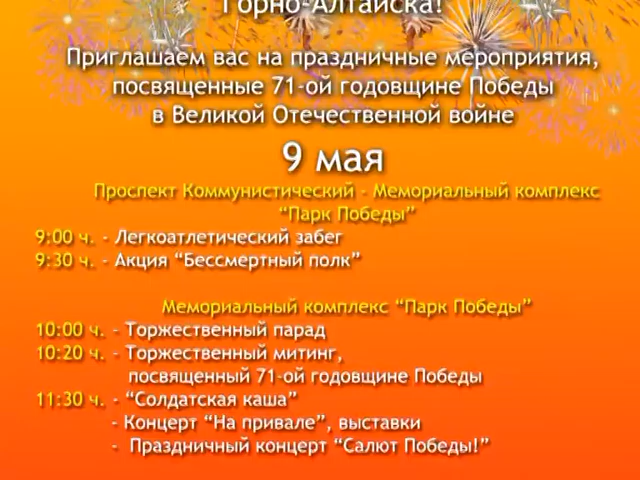 Горно-Алтайска!
Приглашаем вас на праздничные мероприятия,
посвященные 71-ой годовщине Победы
в Великой Отечественной войне
9 мая
Проспект Коммунистический - Мемориальный комплекс
“Парк Победы”
9:00 ч. - Легкоатлетический забег
9:30 ч. - Акция “Бессмертный полк”
Мемориальный комплекс “Парк Победы”
10:00 ч. - Торжественный парад
10:20 ч. - Торжественный митинг,
посвященный 71-ой годовщине Победы
11:30 ч. - “Солдатская каша”
- Концерт “На привале”, выставки
- Праздничный концерт “Салют Победы!”